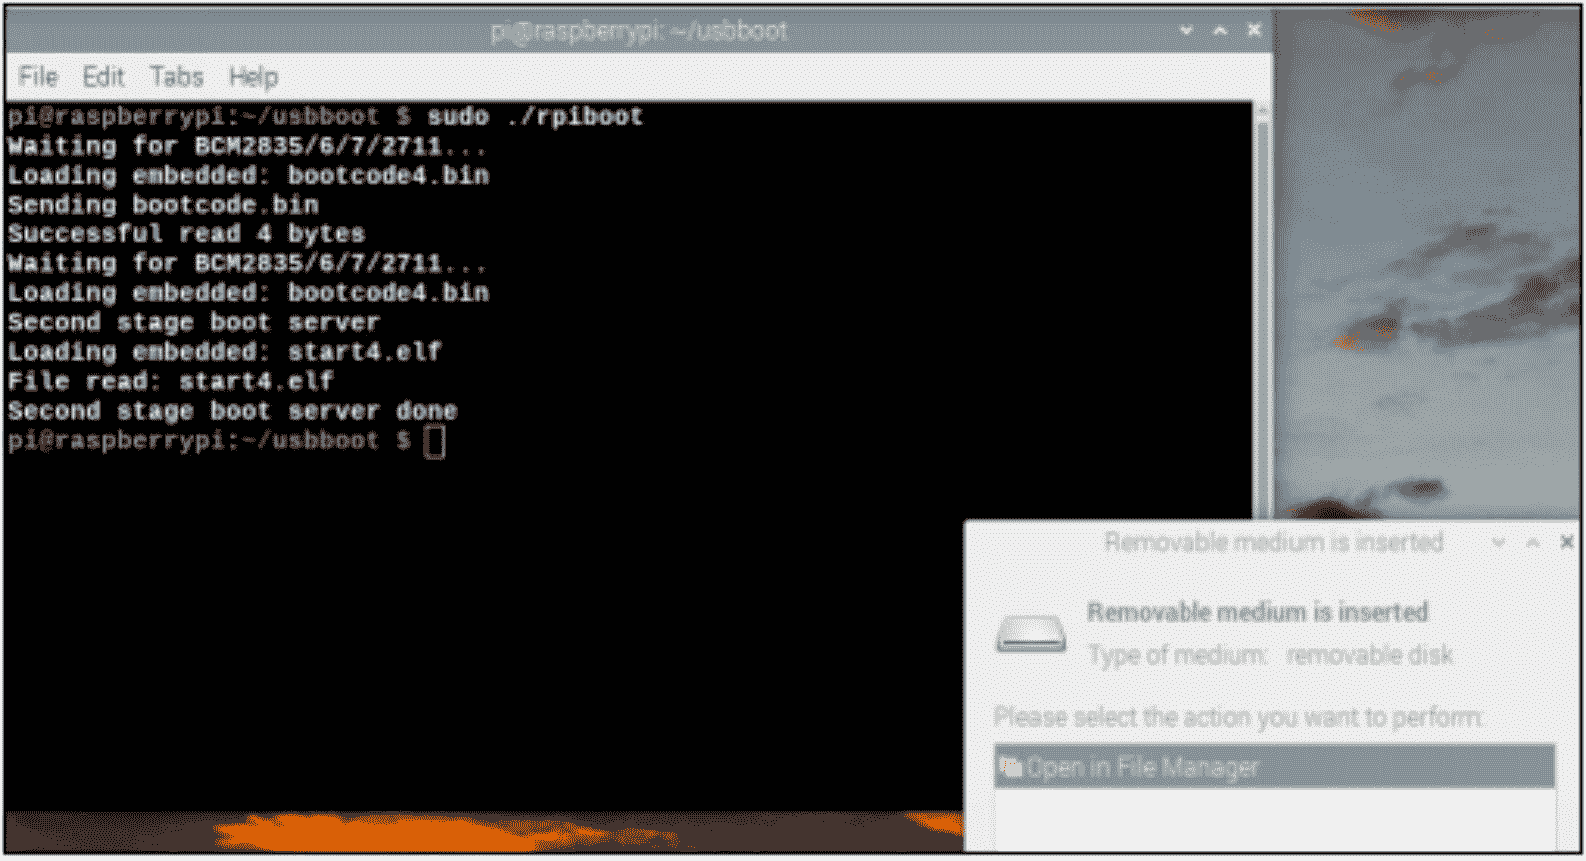 pi@raspberrypi: ~/usbboot
File Edit Tabs Help
pi@raspberrypi:~/usbboot $ sudo ./rpiboot
Waiting for BCM2835/6/7/2711...
Loading embedded: bootcode4.bin
Sending bootcode.bin
Successful read 4 bytes
Waiting for BCM2835/6/7/2711...
Loading embedded: bootcode4.bin
Second stage boot server
Loading embedded: start4.elf
File read: start4.elf
Second stage boot server done
pi@raspberrypi:~/usbboot $
Removable medium is inserted
Removable medium is inserted
Type of medium: removable disk
Please select the action you want to perform:
Open in File Manager